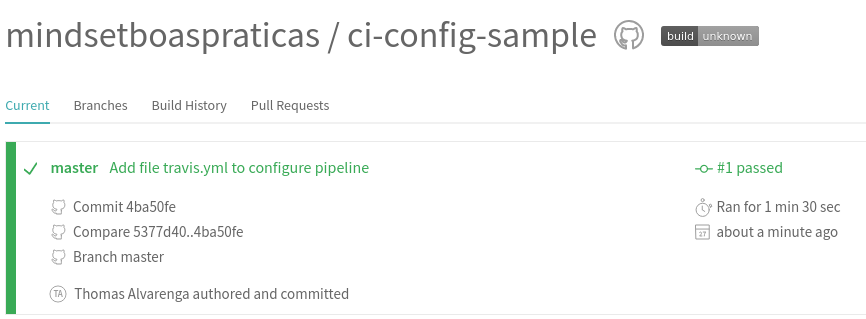 mindsetboaspraticas / ci-config-sample build unknown
Current Branches Build History Pull Requests
master Add file travis.yml to configure pipeline #1 passed
Commit 4ba50fe Ran for 1 min 30 sec
Compare 5377d40..4ba50fe 27 about a minute ago
Branch master
TA Thomas Alvarenga authored and committed